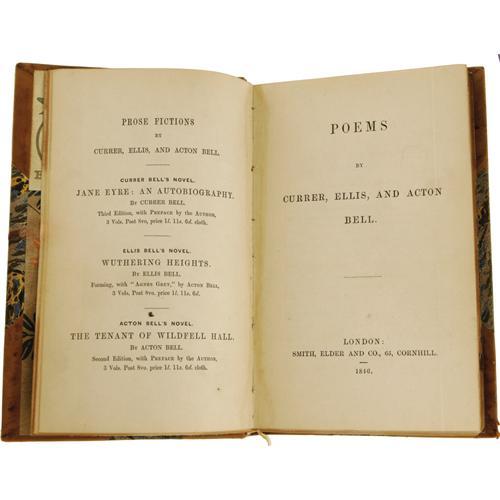 PROSE FICTIONS
BY
CURRER, ELLIS, AND ACTON BELL.
CURRER BELL'S NOVEL.
JANE EYRE: AN AUTOBIOGRAPHY.
BY CURRER BELL.
Third Edition, with PREFACE by the AUTHOR,
3 Vols. Post 8vo. price 1l. 11s. 6d. cloth.
ELLIS BELL'S NOVEL.
WUTHERING HEIGHTS.
BY ELLIS BELL.
Forming, with "AGNES GREY," by ACTON BELL,
3 Vols. Post 8vo. price 1l. 11s. 6d.
ACTON BELL'S NOVEL.
THE TENANT OF WILDFELL HALL.
BY ACTON BELL.
Second Edition, with PREFACE by the AUTHOR,
3 Vols. Post 8vo. price 1l. 11s. 6d. cloth.
POEMS
BY
CURRER, ELLIS, AND ACTON
BELL.
LONDON:
SMITH, ELDER AND CO., 65, CORNHILL.
1846.